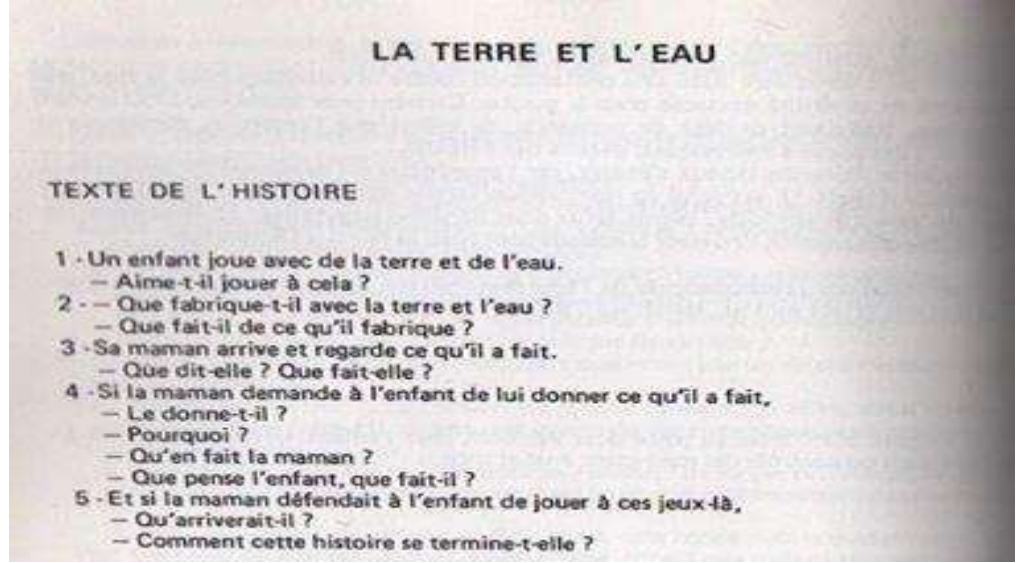 LA TERRE ET L'EAU
TEXTE DE L'HISTOIRE
1 - Un enfant joue avec de la terre et de l'eau.
— Aime-t-il jouer à cela ?
2 - — Que fabrique-t-il avec la terre et l'eau ?
— Que fait-il de ce qu'il fabrique ?
3 - Sa maman arrive et regarde ce qu'il a fait.
— Que dit-elle ? Que fait-elle ?
4 - Si la maman demande à l'enfant de lui donner ce qu'il a fait,
— Le donne-t-il ?
— Pourquoi ?
— Qu'en fait la maman ?
— Que pense l'enfant, que fait-il ?
5 - Et si la maman défendait à l'enfant de jouer à ces jeux-là,
— Qu'arriverait-il ?
— Comment cette histoire se termine-t-elle ?